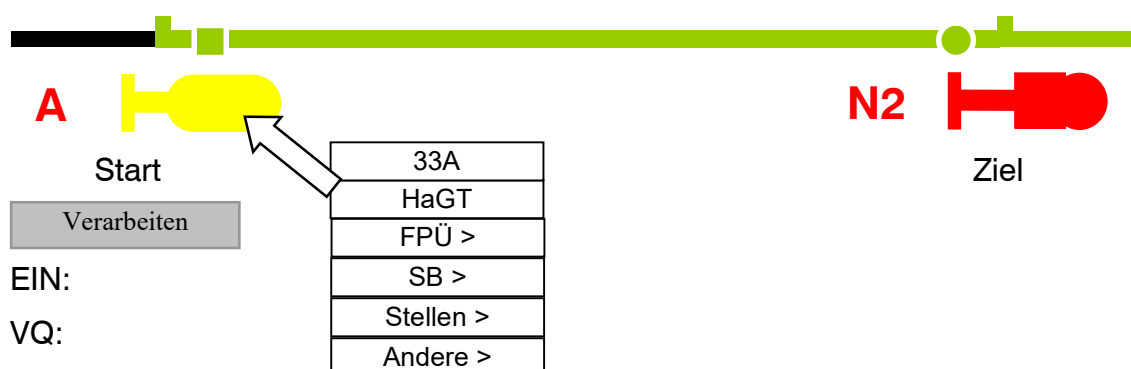 A
N2
Start
Ziel
Verarbeiten
EIN:
VQ:
33A
HaGT
FPÜ >
SB >
Stellen >
Andere >